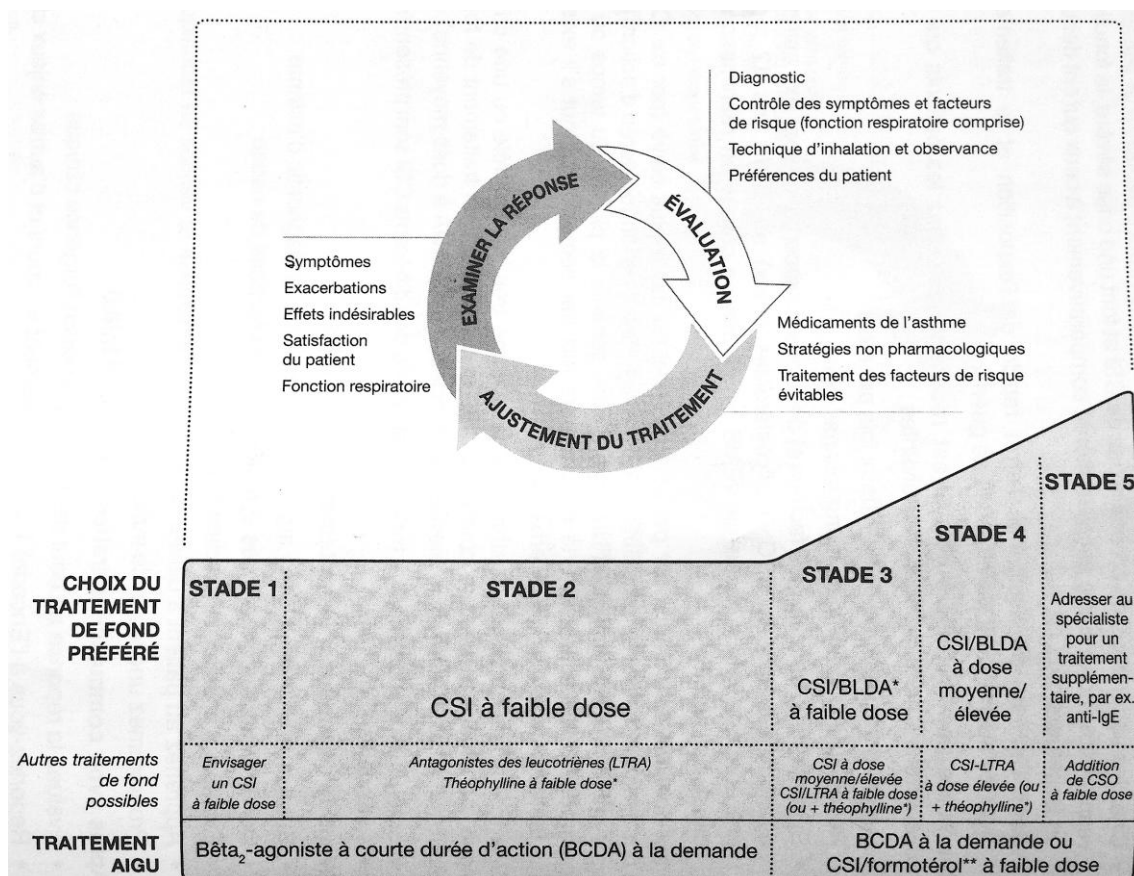 Diagnostic
Contrôle des symptômes et facteurs
de risque (fonction respiratoire comprise)
Technique d'inhalation et observance
Préférences du patient
EXAMINER LA RÉPONSE
ÉVALUATION
AJUSTEMENT DU TRAITEMENT
Symptômes
Exacerbations
Effets indésirables
Satisfaction
du patient
Fonction respiratoire
Médicaments de l'asthme
Stratégies non pharmacologiques
Traitement des facteurs de risque
évitables
CHOIX DU
TRAITEMENT
DE FOND
PRÉFÉRÉ
STADE 1
STADE 2
CSI à faible dose
STADE 3
CSI/BLDA*
à faible dose
STADE 4
CSI/BLDA
à dose
moyenne/
élevée
STADE 5
Adresser au
spécialiste
pour un
traitement
supplémen-
taire, par ex.
anti-IgE
Autres traitements
de fond
possibles
Envisager
un CSI
à faible dose
Antagonistes des leucotriènes (LTRA)
Théophylline à faible dose*
CSI à dose
moyenne/élevée
CSI/LTRA à faible dose
(ou + théophylline*)
CSI-LTRA
à dose élevée (ou
+ théophylline*)
Addition
de CSO
à faible dose
TRAITEMENT
AIGU
Bêta2-agoniste à courte durée d'action (BCDA) à la demande
BCDA à la demande ou
CSI/formotérol** à faible dose